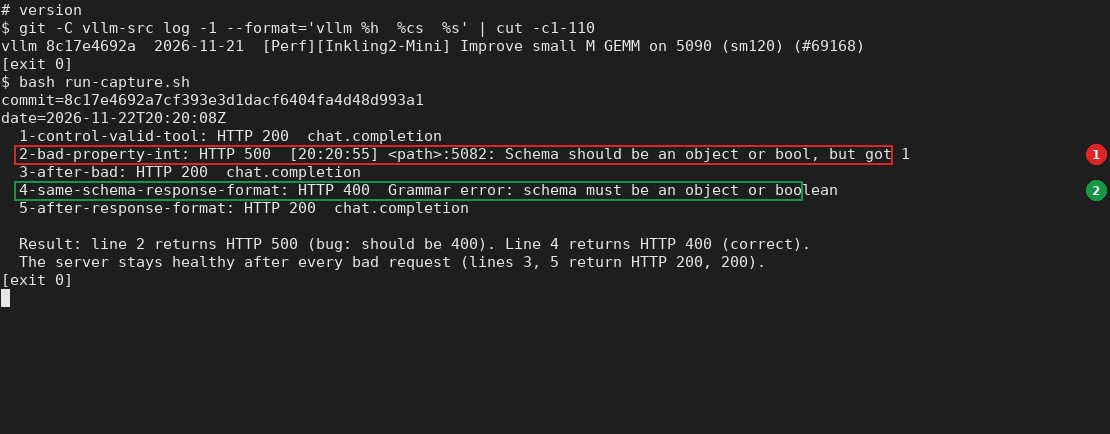 # version
$ git -C vllm-src log -1 --format='vllm %h  %cs  %s' | cut -c1-110
vllm 8c17e4692a  2026-11-21  [Perf][Inkling2-Mini] Improve small M GEMM on 5090 (sm120) (#69168)
[exit 0]
$ bash run-capture.sh
commit=8c17e4692a7cf393e3d1dacf6404fa4d48d993a1
date=2026-11-22T20:20:08Z
  1-control-valid-tool: HTTP 200  chat.completion
  2-bad-property-int: HTTP 500  [20:20:55] <path>:5082: Schema should be an object or bool, but got 1
1
  3-after-bad: HTTP 200  chat.completion
  4-same-schema-response-format: HTTP 400  Grammar error: schema must be an object or boolean
2
  5-after-response-format: HTTP 200  chat.completion
  Result: line 2 returns HTTP 500 (bug: should be 400). Line 4 returns HTTP 400 (correct).
  The server stays healthy after every bad request (lines 3, 5 return HTTP 200, 200).
[exit 0]